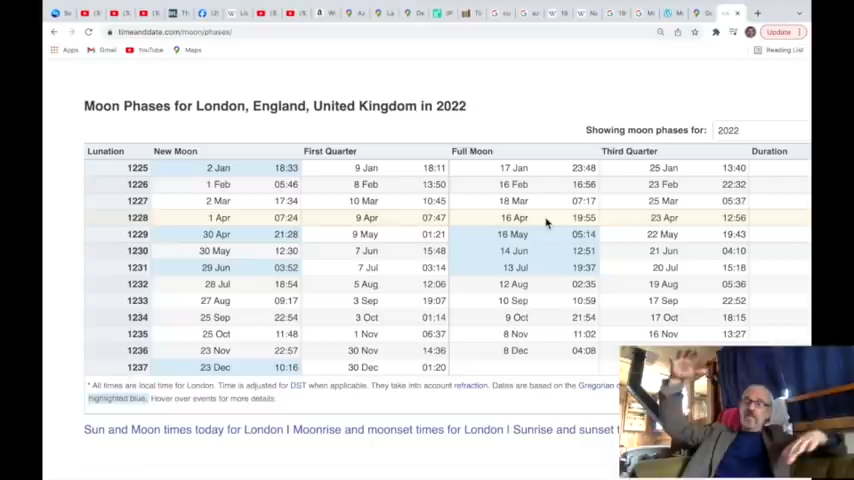 timeanddate.com/moon/phases/
Update
Apps Gmail YouTube Maps Reading List
Moon Phases for London, England, United Kingdom in 2022
Showing moon phases for: 2022
Lunation New Moon First Quarter Full Moon Third Quarter Duration
1225 2 Jan 18:33 9 Jan 18:11 17 Jan 23:48 25 Jan 13:40
1226 1 Feb 05:46 8 Feb 13:50 16 Feb 16:56 23 Feb 22:32
1227 2 Mar 17:34 10 Mar 10:45 18 Mar 07:17 25 Mar 05:37
1228 1 Apr 07:24 9 Apr 07:47 16 Apr 19:55 23 Apr 12:56
1229 30 Apr 21:28 9 May 01:21 16 May 05:14 22 May 19:43
1230 30 May 12:30 7 Jun 15:48 14 Jun 12:51 21 Jun 04:10
1231 29 Jun 03:52 7 Jul 03:14 13 Jul 19:37 20 Jul 15:18
1232 28 Jul 18:54 5 Aug 12:06 12 Aug 02:35 19 Aug 05:36
1233 27 Aug 09:17 3 Sep 19:07 10 Sep 10:59 17 Sep 22:52
1234 25 Sep 22:54 3 Oct 01:14 9 Oct 21:54 17 Oct 18:15
1235 25 Oct 11:48 1 Nov 06:37 8 Nov 11:02 16 Nov 13:27
1236 23 Nov 22:57 30 Nov 14:36 8 Dec 04:08
1237 23 Dec 10:16 30 Dec 01:20
* All times are local time for London. Time is adjusted for DST when applicable. They take into account refraction. Dates are based on the Gregorian
highlighted blue. Hover over events for more details.
Sun and Moon times today for London | Moonrise and moonset times for London | Sunrise and sunset t